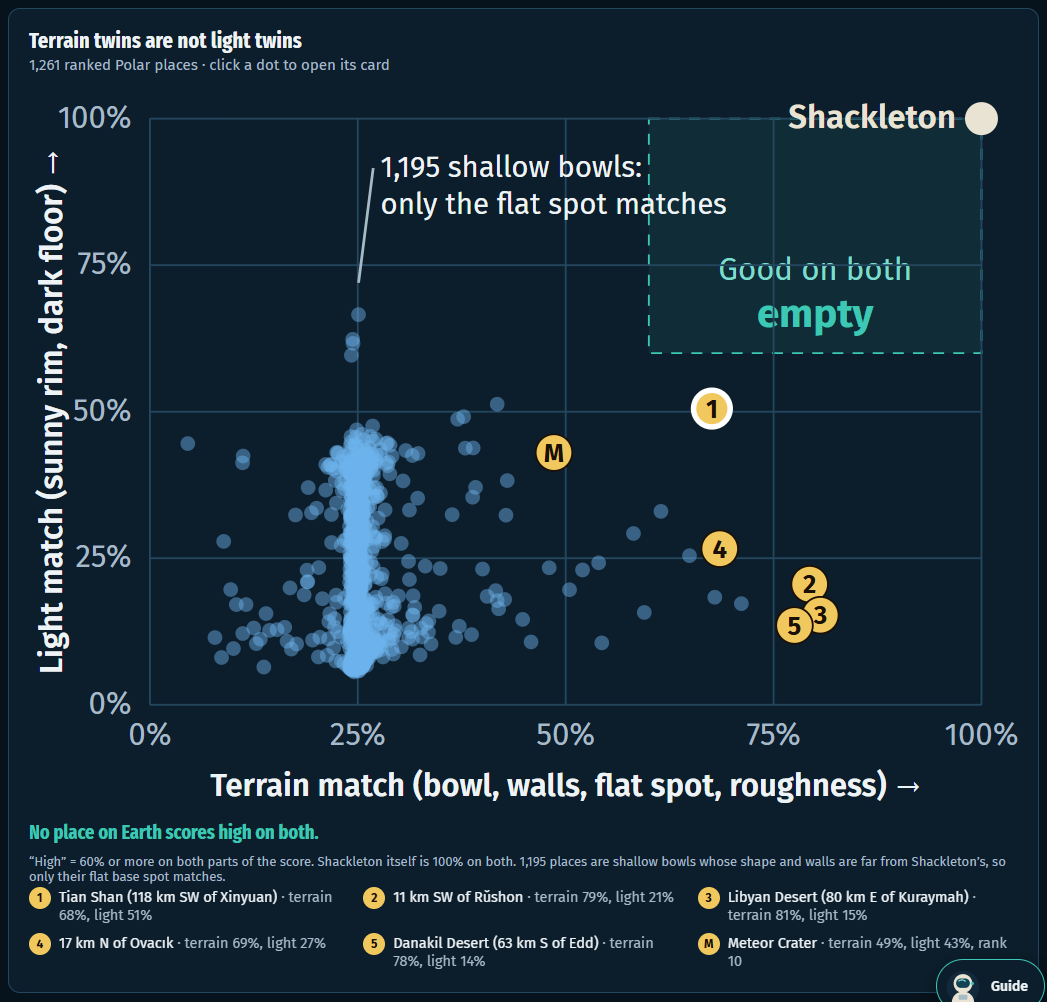 Terrain twins are not light twins
1,261 ranked Polar places · click a dot to open its card
100%
75%
50%
25%
0%
Light match (sunny rim, dark floor) →
Shackleton
1,195 shallow bowls:
only the flat spot matches
Good on both
empty
1
M
4
2
3
5
0%
25%
50%
75%
100%
Terrain match (bowl, walls, flat spot, roughness) →
No place on Earth scores high on both.
“High” = 60% or more on both parts of the score. Shackleton itself is 100% on both. 1,195 places are shallow bowls whose shape and walls are far from Shackleton’s, so
only their flat base spot matches.
1 Tian Shan (118 km SW of Xinyuan) · terrain
68%, light 51%
2 11 km SW of Rŭshon · terrain 79%, light 21%
3 Libyan Desert (80 km E of Kuraymah) ·
terrain 81%, light 15%
4 17 km N of Ovacık · terrain 69%, light 27%
5 Danakil Desert (63 km S of Edd) · terrain
78%, light 14%
M Meteor Crater · terrain 49%, light 43%, rank
10
Guide